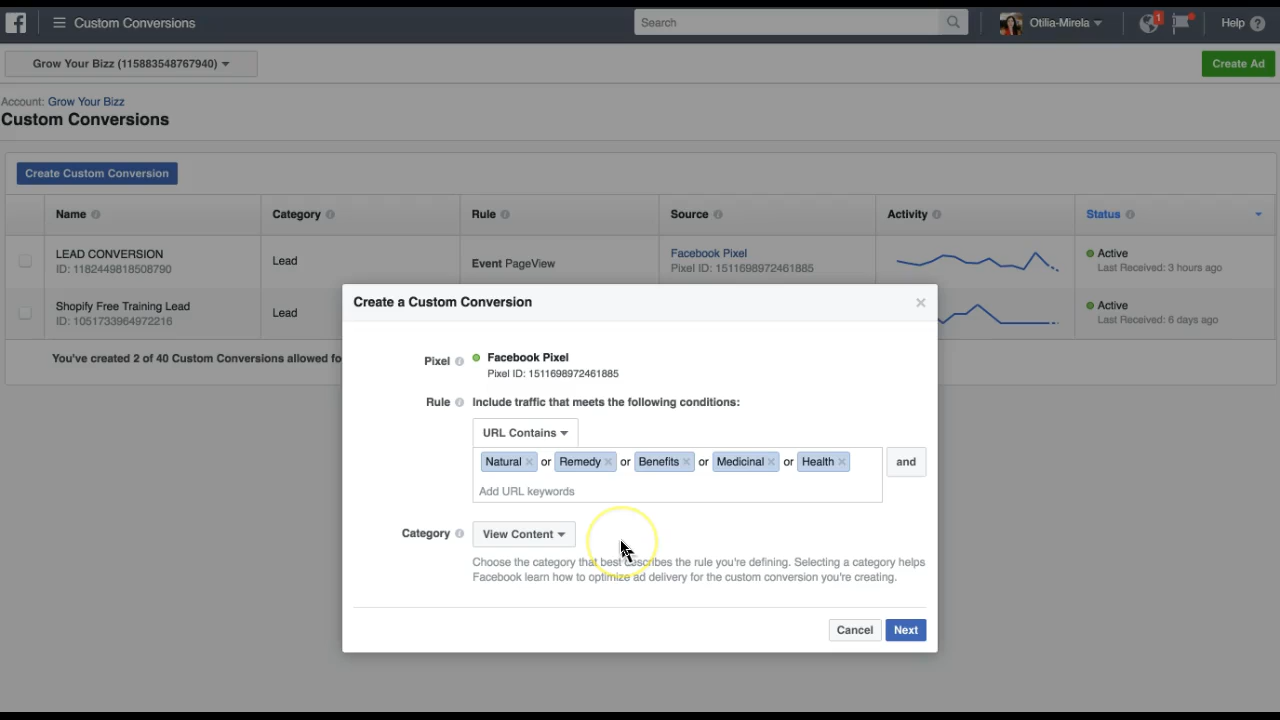 Custom Conversions
Search
Otilia-Mirela
1
Help
Grow Your Bizz (115883548767940)
Create Ad
Account: Grow Your Bizz
Custom Conversions
Create Custom Conversion
Name Category Rule Source Activity Status
LEAD CONVERSION
ID: 1182449818508790
Lead
Event PageView
Facebook Pixel
Pixel ID: 1511698972461885
Active
Last Received: 3 hours ago
Shopify Free Training Lead
ID: 1051733964972216
Lead
Active
Last Received: 6 days ago
You've created 2 of 40 Custom Conversions allowed fo
Create a Custom Conversion
Pixel
Facebook Pixel
Pixel ID: 1511698972461885
Rule Include traffic that meets the following conditions:
URL Contains
Natural × or Remedy × or Benefits × or Medicinal × or Health × and
Add URL keywords
Category View Content
Choose the category that best describes the rule you're defining. Selecting a category helps
Facebook learn how to optimize ad delivery for the custom conversion you're creating.
Cancel Next